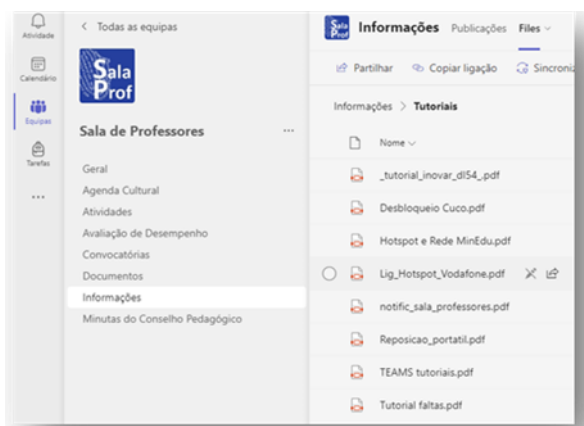 Atividade
Calendário
Equipas
Tarefas
...
< Todas as equipas
Sala
Prof
Sala de Professores ...
Geral
Agenda Cultural
Atividades
Avaliação de Desempenho
Convocatórias
Documentos
Informações
Minutas do Conselho Pedagógico
Sala
Prof
Informações Publicações Files
Partilhar Copiar ligação Sincroniz
Informações > Tutoriais
Nome
_tutorial_inovar_dl54_.pdf
Desbloqueio Cuco.pdf
Hotspot e Rede MinEdu.pdf
Lig_Hotspot_Vodafone.pdf
notific_sala_professores.pdf
Reposicao_portatil.pdf
TEAMS tutoriais.pdf
Tutorial faltas.pdf